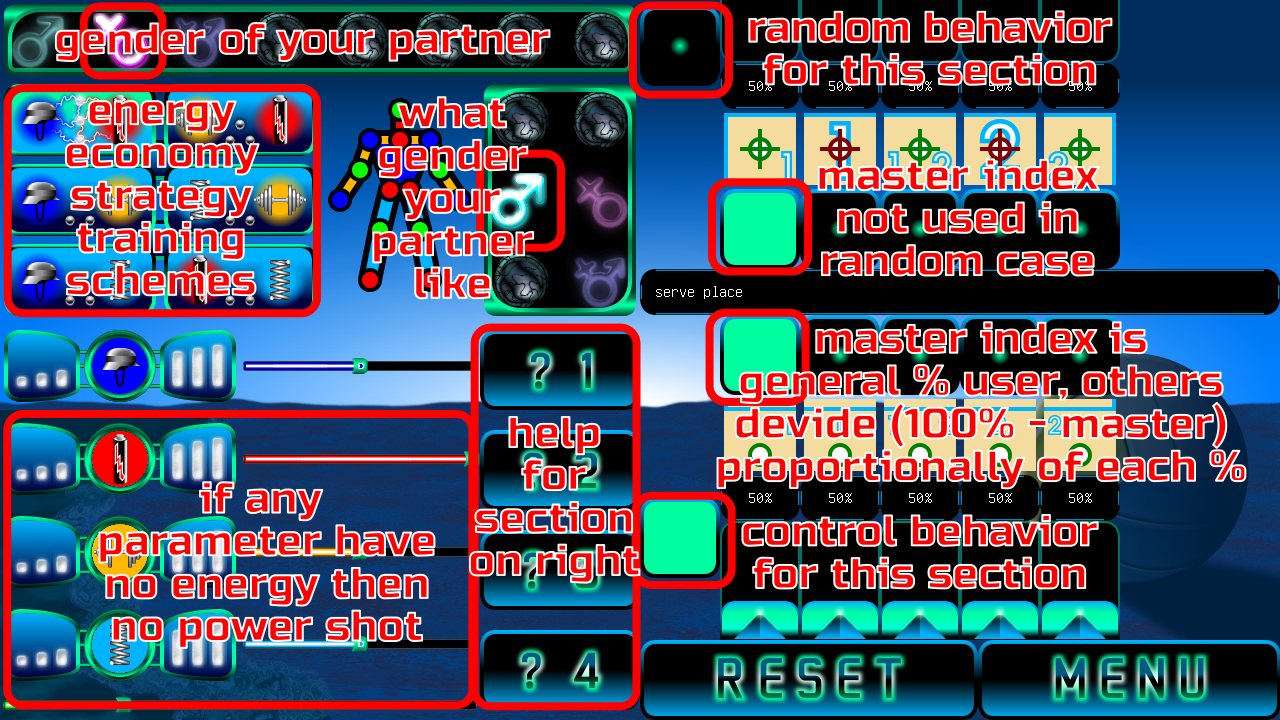 gender of your partner
energy
economy
strategy
training
schemes
what
gender
your
partner
like
if any
parameter have
no energy then
no power shot
? 1
help
for
section
on right
? 4
random behavior
for this section
50% 50% 50% 50% 50%
master index
not used in
random case
serve place
master index is
general % user, others
devide (100% - master)
proportionally of each %
50% 50% 50% 50% 50%
control behavior
for this section
RESET
MENU